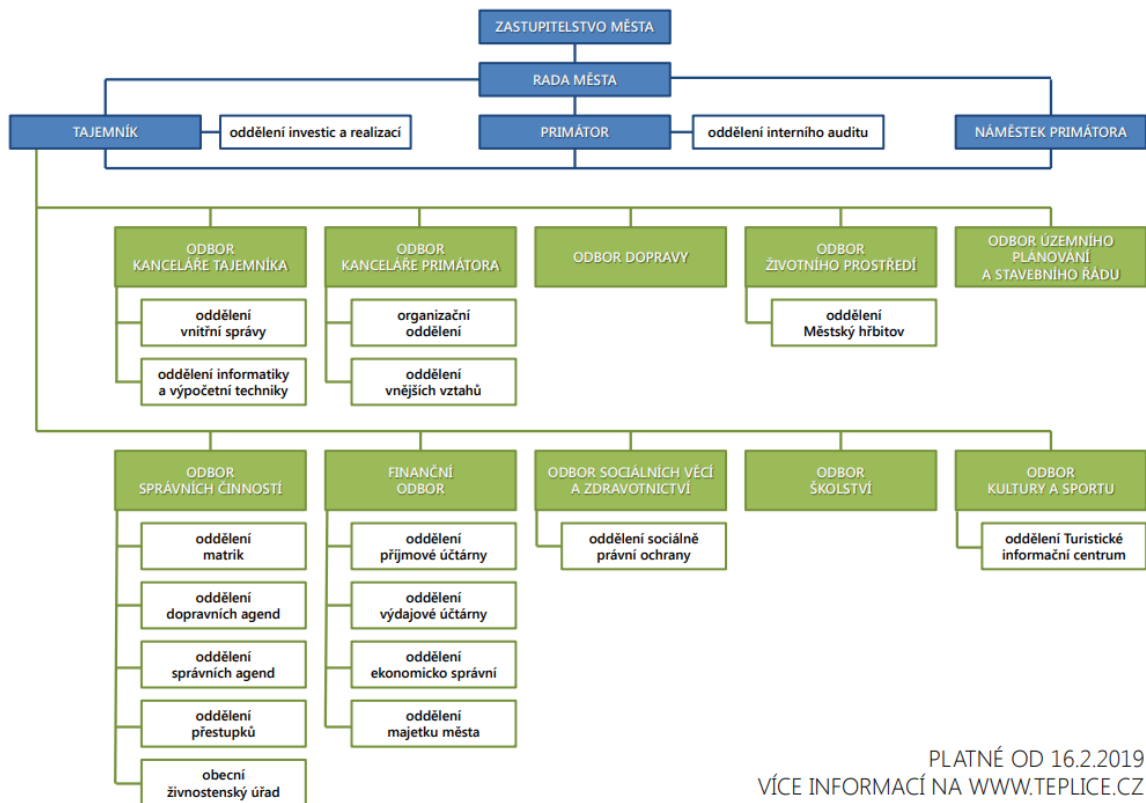 ZASTUPITELSTVO MĚSTA
RADA MĚSTA
TAJEMNÍK
oddělení investic a realizací
PRIMÁTOR
oddělení interního auditu
NÁMĚSTEK PRIMÁTORA
ODBOR
KANCELÁŘE TAJEMNÍKA
ODBOR
KANCELÁŘE PRIMÁTORA
ODBOR DOPRAVY
ODBOR
ŽIVOTNÍHO PROSTŘEDÍ
ODBOR ÚZEMNÍHO
PLÁNOVÁNÍ
A STAVEBNÍHO ŘÁDU
oddělení
vnitřní správy
organizační
oddělení
oddělení
Městský hřbitov
oddělení informatiky
a výpočetní techniky
oddělení
vnějších vztahů
ODBOR
SPRÁVNÍCH ČINNOSTÍ
FINANČNÍ
ODBOR
ODBOR SOCIÁLNÍCH VĚCÍ
A ZDRAVOTNICTVÍ
ODBOR
ŠKOLSTVÍ
ODBOR
KULTURY A SPORTU
oddělení
matrik
oddělení
příjmové účtárny
oddělení sociálně
právní ochrany
oddělení Turistické
informační centrum
oddělení
dopravních agend
oddělení
výdajové účtárny
oddělení
správních agend
oddělení
ekonomicko správní
oddělení
přestupků
oddělení
majetku města
obecní
živnostenský úřad
PLATNÉ OD 16.2.2019
VÍCE INFORMACÍ NA WWW.TEPLICE.CZ